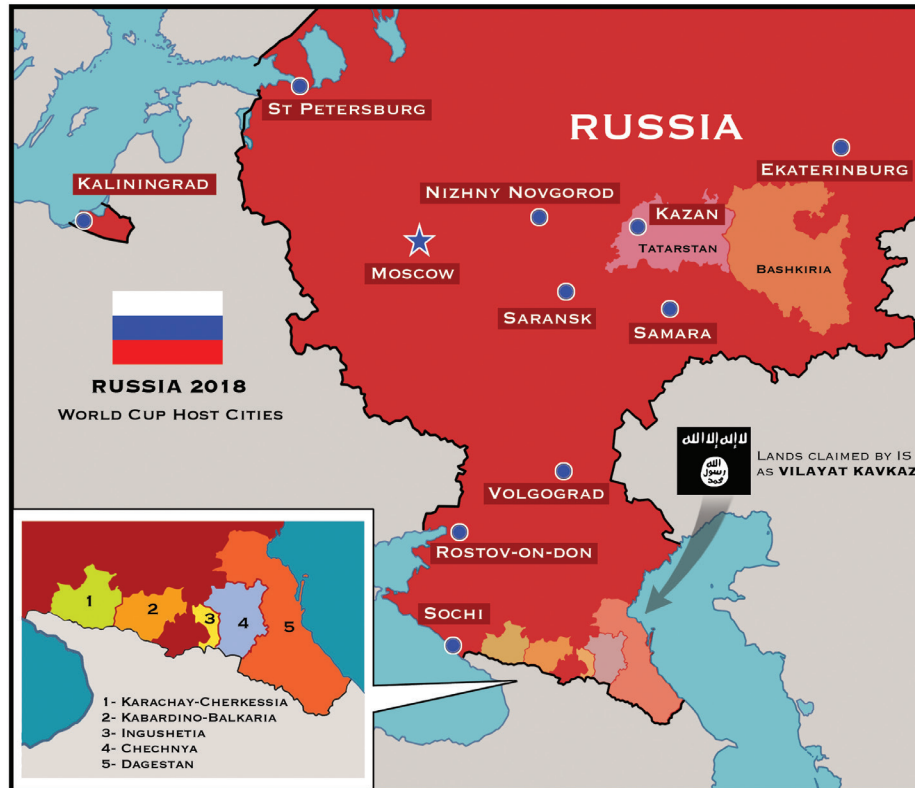 St Petersburg
RUSSIA
Ekaterinburg
Kaliningrad
Nizhny Novgorod
Kazan
Tatarstan
Bashkiria
Moscow
Saransk
Samara
RUSSIA 2018
World Cup Host Cities
لا إله إلا الله
الله
رسول
محمد
Lands claimed by IS
as VILAYAT KAVKAZ
Volgograd
Rostov-on-don
Sochi
1
2
3
4
5
1- Karachay-Cherkessia
2- Kabardino-Balkaria
3- Ingushetia
4- Chechnya
5- Dagestan